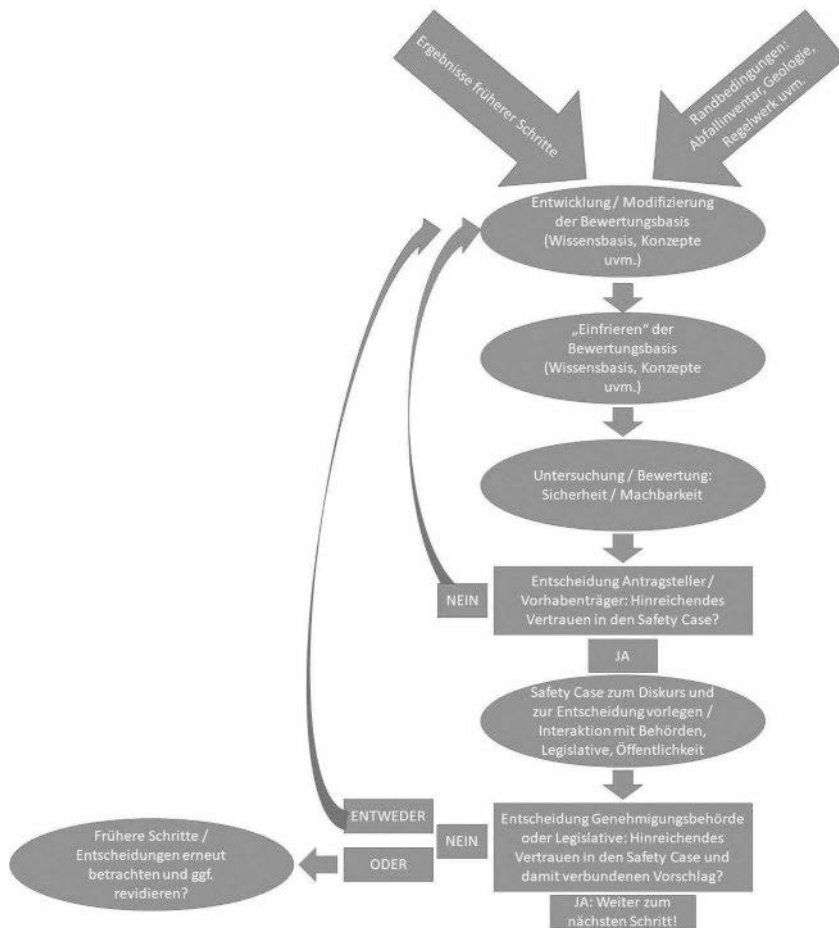 Ergebnisse früherer Schritte
Randbedingungen:
Abfallinventar, Geologie,
Regelwerk uvm.
Entwicklung / Modifizierung
der Bewertungsbasis
(Wissensbasis, Konzepte
uvm.)
„Einfrieren“ der
Bewertungsbasis
(Wissensbasis, Konzepte
uvm.)
Untersuchung / Bewertung:
Sicherheit / Machbarkeit
Entscheidung Antragsteller /
Vorhabenträger: Hinreichendes
Vertrauen in den Safety Case?
NEIN
JA
Safety Case zum Diskurs und
zur Entscheidung vorlegen /
Interaktion mit Behörden,
Legislative, Öffentlichkeit
Entscheidung Genehmigungsbehörde
oder Legislative: Hinreichendes
Vertrauen in den Safety Case und
damit verbundenen Vorschlag?
NEIN
ENTWEDER
ODER
Frühere Schritte /
Entscheidungen erneut
betrachten und ggf.
revidieren?
JA: Weiter zum
nächsten Schritt!